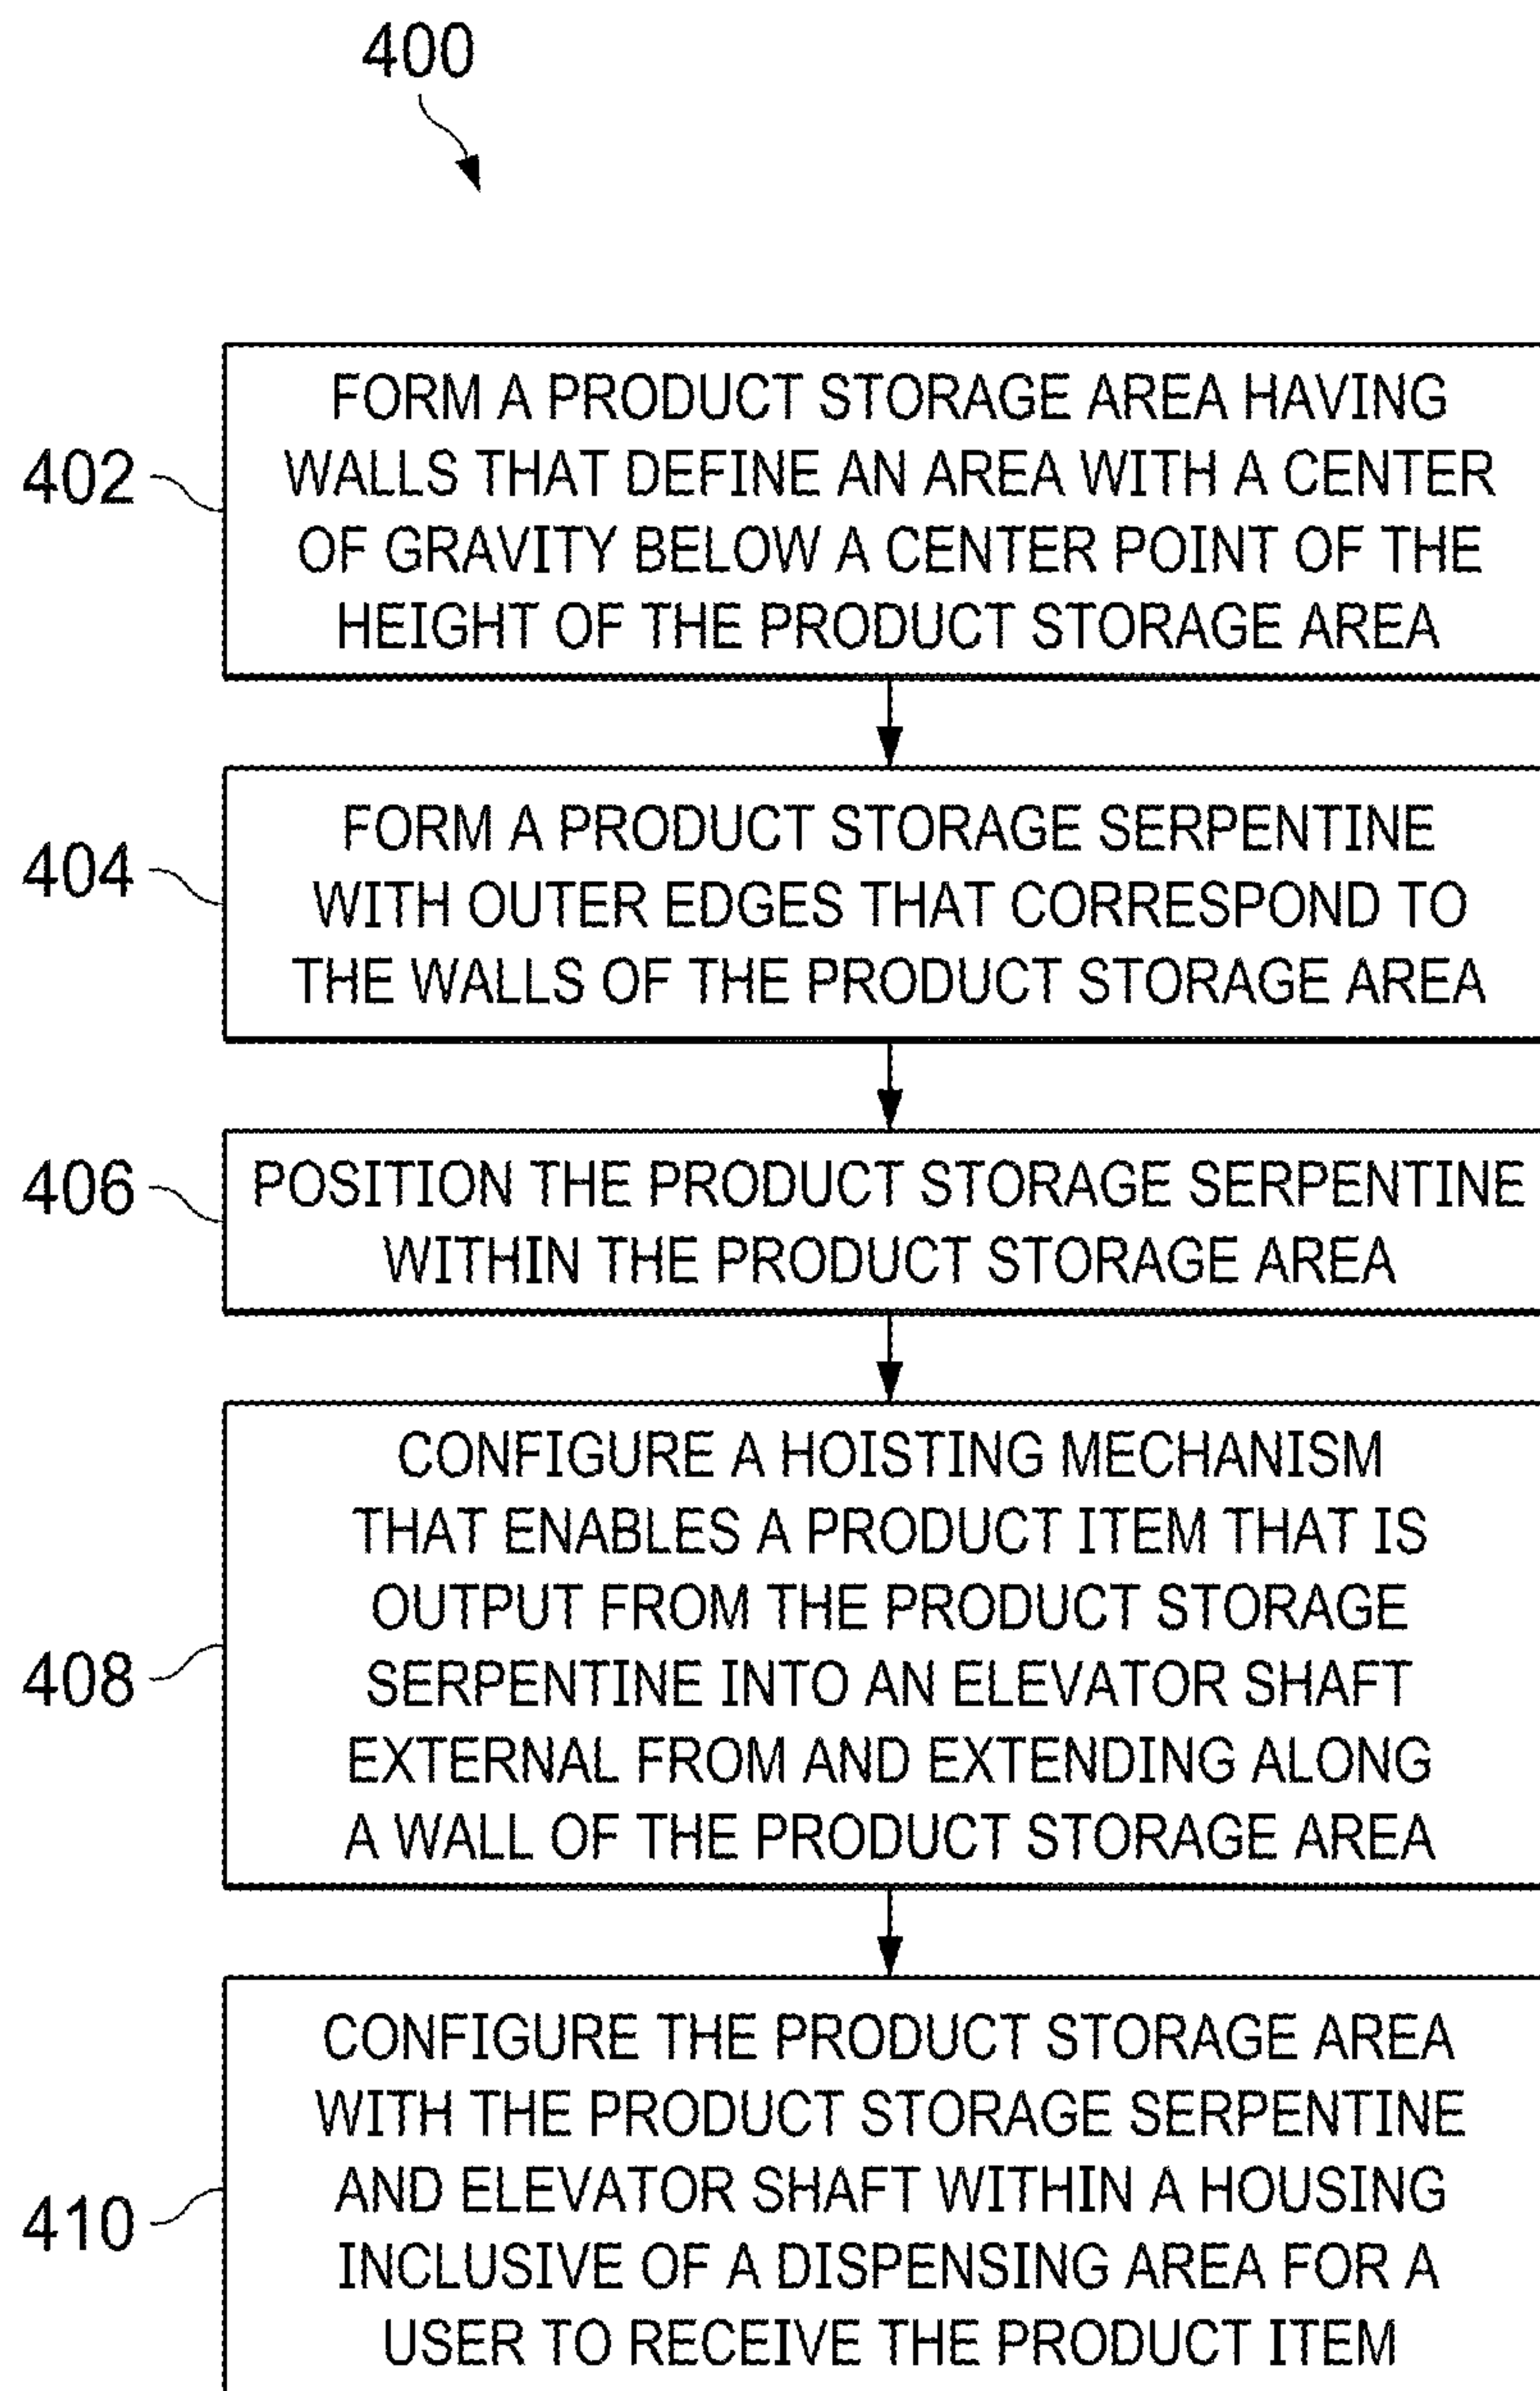 400
402
FORM A PRODUCT STORAGE AREA HAVING
WALLS THAT DEFINE AN AREA WITH A CENTER
OF GRAVITY BELOW A CENTER POINT OF THE
HEIGHT OF THE PRODUCT STORAGE AREA
404
FORM A PRODUCT STORAGE SERPENTINE
WITH OUTER EDGES THAT CORRESPOND TO
THE WALLS OF THE PRODUCT STORAGE AREA
406
POSITION THE PRODUCT STORAGE SERPENTINE
WITHIN THE PRODUCT STORAGE AREA
408
CONFIGURE A HOISTING MECHANISM
THAT ENABLES A PRODUCT ITEM THAT IS
OUTPUT FROM THE PRODUCT STORAGE
SERPENTINE INTO AN ELEVATOR SHAFT
EXTERNAL FROM AND EXTENDING ALONG
A WALL OF THE PRODUCT STORAGE AREA
410
CONFIGURE THE PRODUCT STORAGE AREA
WITH THE PRODUCT STORAGE SERPENTINE
AND ELEVATOR SHAFT WITHIN A HOUSING
INCLUSIVE OF A DISPENSING AREA FOR A
USER TO RECEIVE THE PRODUCT ITEM